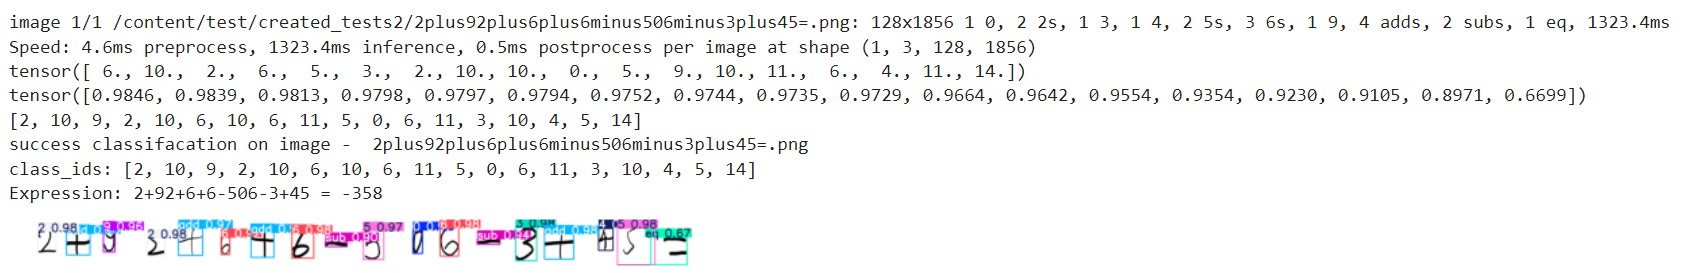 image 1/1 /content/test/created_tests2/2plus92plus6plus6minus506minus3plus45=.png: 128x1856 1 0, 2 2s, 1 3, 1 4, 2 5s, 3 6s, 1 9, 4 adds, 2 subs, 1 eq, 1323.4ms
Speed: 4.6ms preprocess, 1323.4ms inference, 0.5ms postprocess per image at shape (1, 3, 128, 1856)
tensor([ 6., 10., 2., 6., 5., 3., 2., 10., 10., 0., 5., 9., 10., 11., 6., 4., 11., 14.])
tensor([0.9846, 0.9839, 0.9813, 0.9798, 0.9797, 0.9794, 0.9752, 0.9744, 0.9735, 0.9729, 0.9664, 0.9642, 0.9554, 0.9354, 0.9230, 0.9105, 0.8971, 0.6699])
[2, 10, 9, 2, 10, 6, 10, 6, 11, 5, 0, 6, 11, 3, 10, 4, 5, 14]
success classifacation on image - 2plus92plus6plus6minus506minus3plus45=.png
class_ids: [2, 10, 9, 2, 10, 6, 10, 6, 11, 5, 0, 6, 11, 3, 10, 4, 5, 14]
Expression: 2+92+6+6-506-3+45 = -358
2 0.98 9 0.96 2 0.98 add 0.97 6 0.98 sub 0.90 5 0.97 6 0.98 3 0.98 add 0.98 5 0.98 eq 0.67
2 + 9 2 + 6 + 6 - 5 0 6 - 3 + 4 5 =